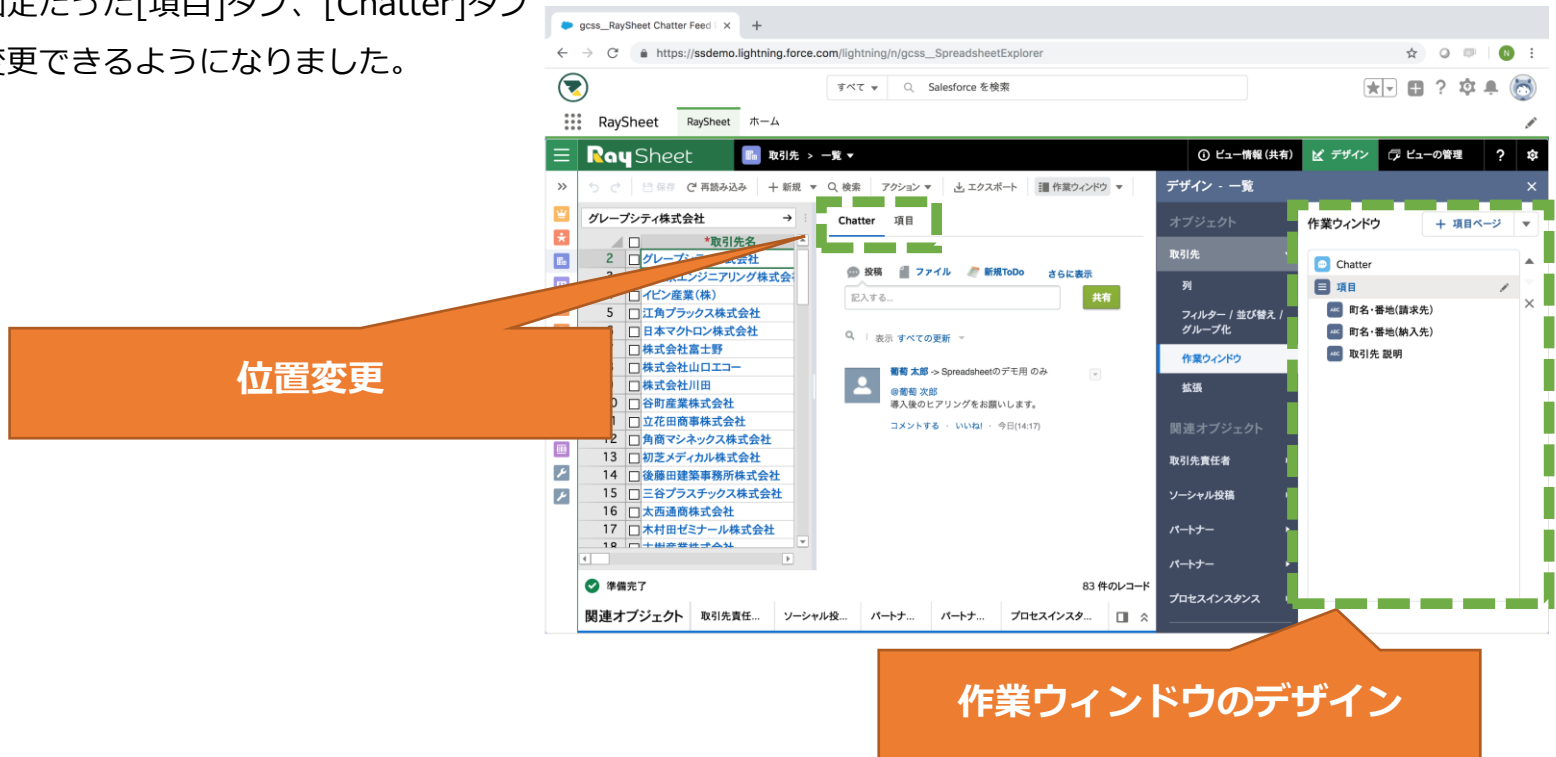 固定だった[項目]タブ、[Chatter]タブ
変更できるようになりました。
gcss__RaySheet Chatter Feed
https://ssdemo.lightning.force.com/lightning/n/gcss__SpreadsheetExplorer
N
すべて
Salesforce を検索
RaySheet
RaySheet
ホーム
RaySheet
取引先 > 一覧
ビュー情報 (共有)
デザイン
ビューの管理
?
保存
再読み込み
新規
検索
アクション
エクスポート
作業ウィンドウ
グレープシティ株式会社
*取引先名
2
5
江角ブラックス株式会社
イビン産業(株)
日本マクトロン株式会社
株式会社富士野
株式会社山口エコー
株式会社川田
谷町産業株式会社
立花田商事株式会社
12 角商マシネックス株式会社
13 初芝メディカル株式会社
14 後藤田建築事務所株式会社
15 三谷プラスチックス株式会社
16 太西通商株式会社
17 木村田ゼミナール株式会社
18
準備完了
83 件のレコード
関連オブジェクト
取引先責任...
ソーシャル投...
パートナ...
パートナ...
プロセスインスタ...
Chatter
項目
投稿
ファイル
新規ToDo
さらに表示
記入する...
共有
表示 すべての更新
葡萄 太郎 -> Spreadsheetのデモ用 のみ
@葡萄 次郎
導入後のヒアリングをお願いします。
コメントする · いいね! · 今日(14:17)
デザイン - 一覧
オブジェクト
取引先
列
フィルター / 並び替え /
グループ化
作業ウィンドウ
拡張
関連オブジェクト
取引先責任者
ソーシャル投稿
パートナー
パートナー
プロセスインスタンス
作業ウィンドウ
+ 項目ページ
Chatter
項目
町名・番地(請求先)
町名・番地(納入先)
取引先 説明
位置変更
作業ウィンドウのデザイン